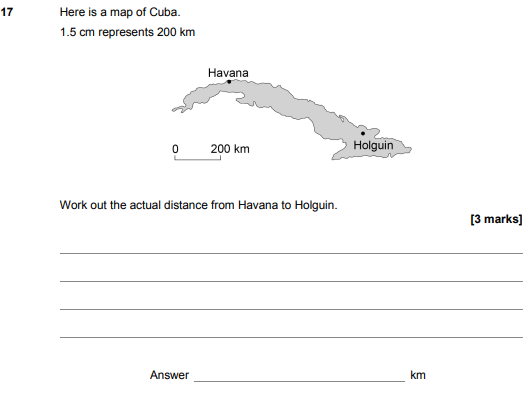 17 Here is a map of Cuba.
1.5 cm represents 200 km
Havana
Holguin
0 200 km
Work out the actual distance from Havana to Holguin.
[3 marks]
Answer km